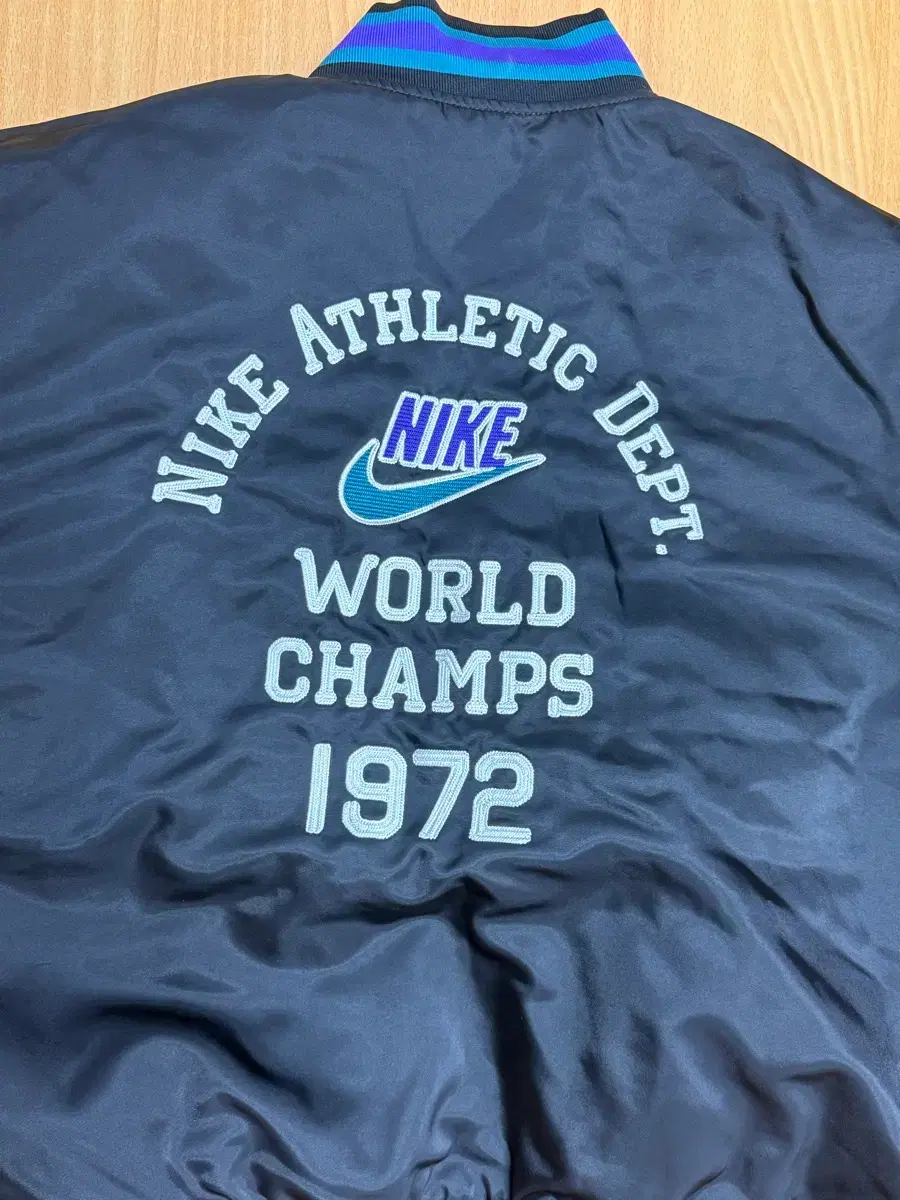 NIKE ATHLETIC DEPT.
NIKE
WORLD
CHAMPS
1972